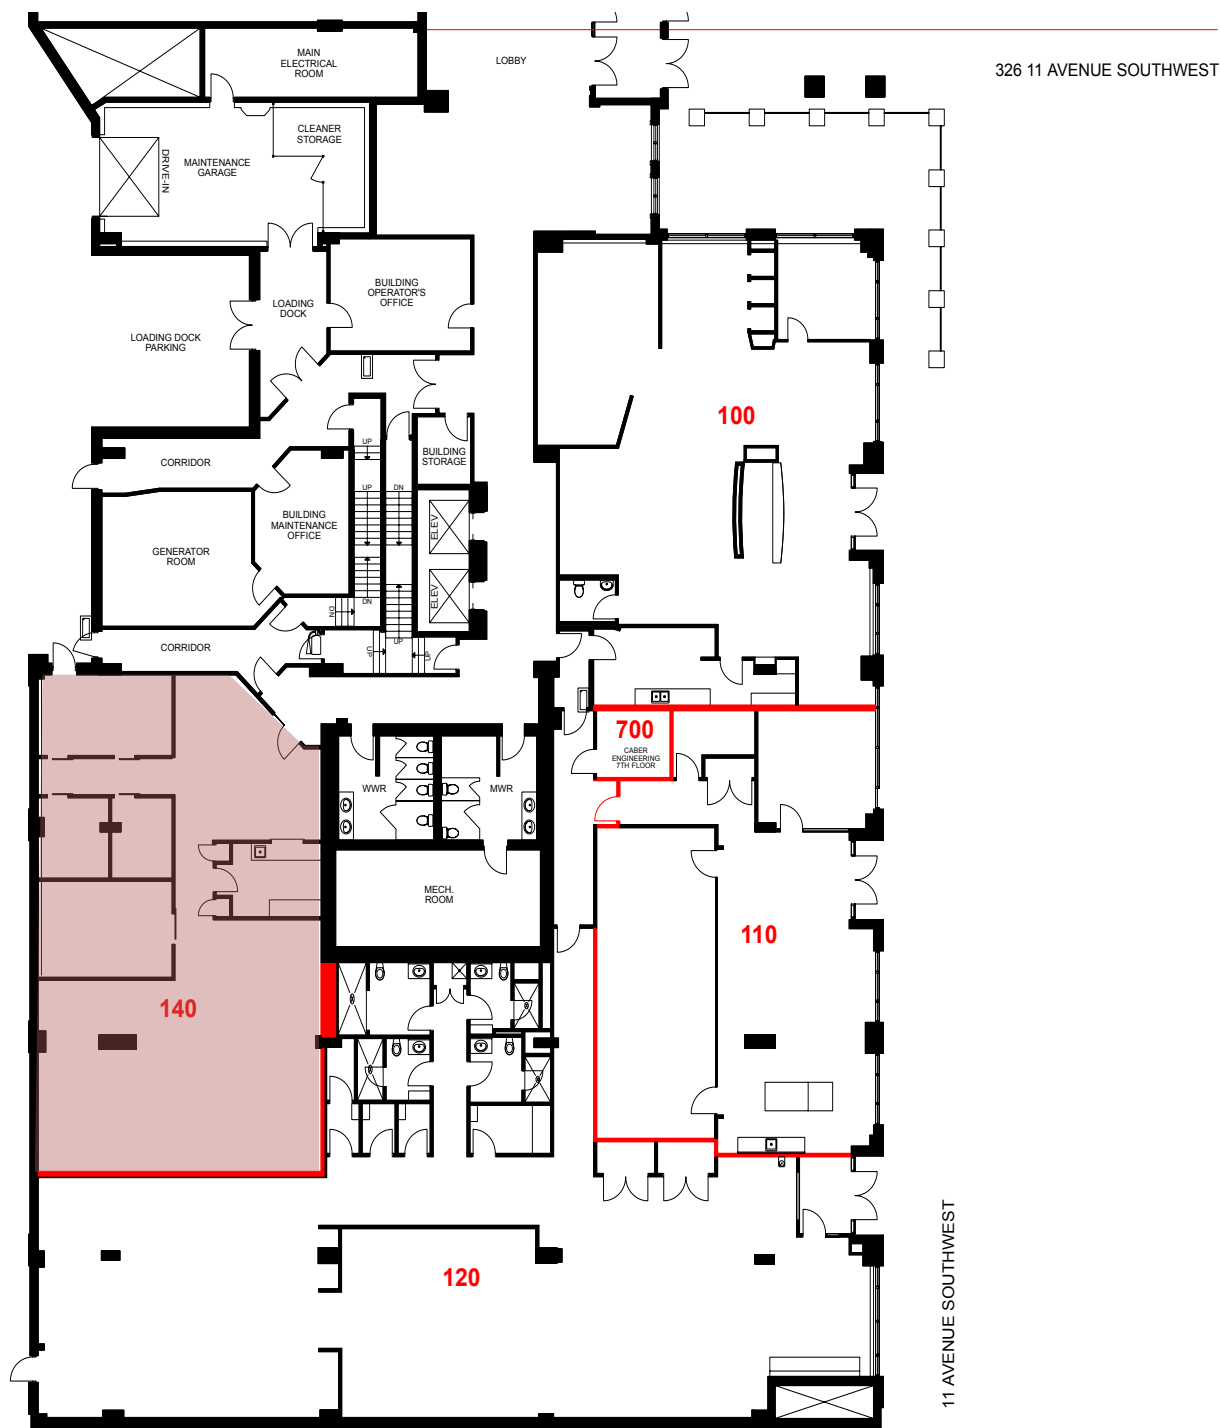 MAIN
ELECTRICAL
ROOM
LOBBY
326 11 AVENUE SOUTHWEST
CLEANER
STORAGE
MAINTENANCE
GARAGE
DRIVE-IN
BUILDING
OPERATOR'S
OFFICE
LOADING
DOCK
LOADING DOCK
PARKING
100
UP
BUILDING
STORAGE
CORRIDOR
UP
DN
BUILDING
MAINTENANCE
OFFICE
ELEV
GENERATOR
ROOM
ELEV
DN
DN
UP
UP
UP
CORRIDOR
700
CABER
ENGINEERING
7TH FLOOR
WWR
MWR
MECH.
ROOM
110
140
120
11 AVENUE SOUTHWEST